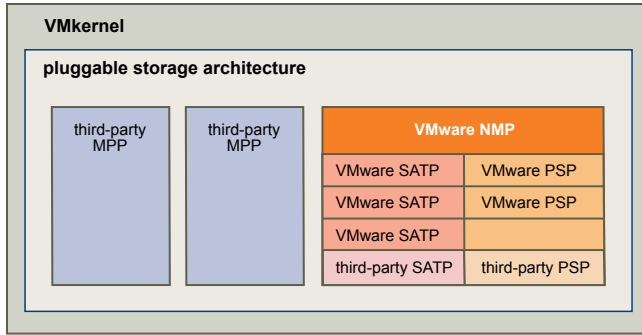 VMkernel
pluggable storage architecture
third-party
MPP
third-party
MPP
VMware NMP
VMware SATP
VMware PSP
VMware SATP
VMware PSP
VMware SATP
third-party SATP
third-party PSP